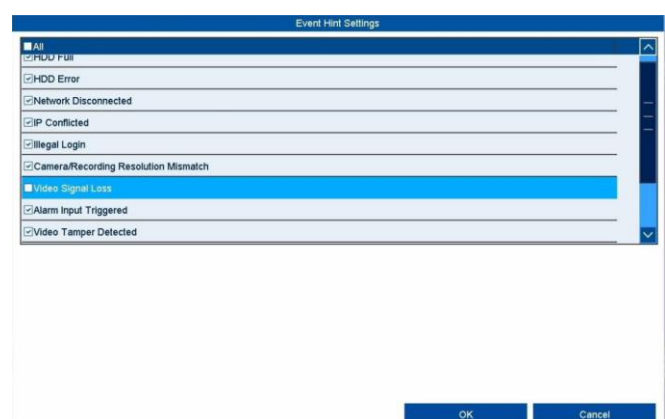 Event Hint Settings
All
HDD Full
HDD Error
Network Disconnected
IP Conflicted
Illegal Login
Camera/Recording Resolution Mismatch
Video Signal Loss
Alarm Input Triggered
Video Tamper Detected
OK Cancel